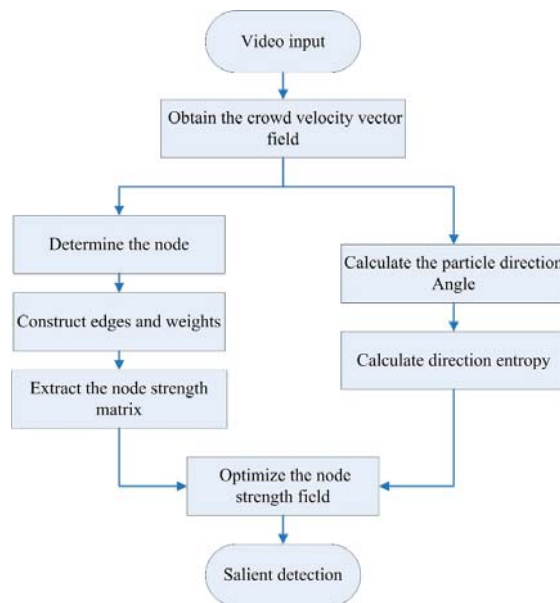 Video input
Obtain the crowd velocity vector
field
Determine the node
Construct edges and weights
Extract the node strength
matrix
Calculate the particle direction
Angle
Calculate direction entropy
Optimize the node
strength field
Salient detection